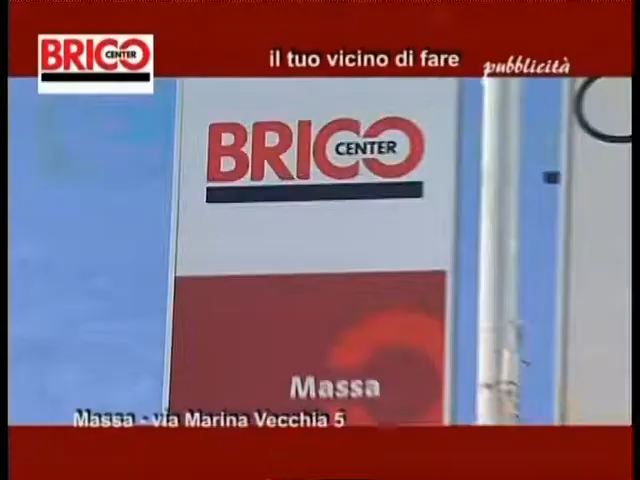 BRICO CENTER
il tuo vicino di fare
pubblicità
BRICO CENTER
Massa
Massa - via Marina Vecchia 5